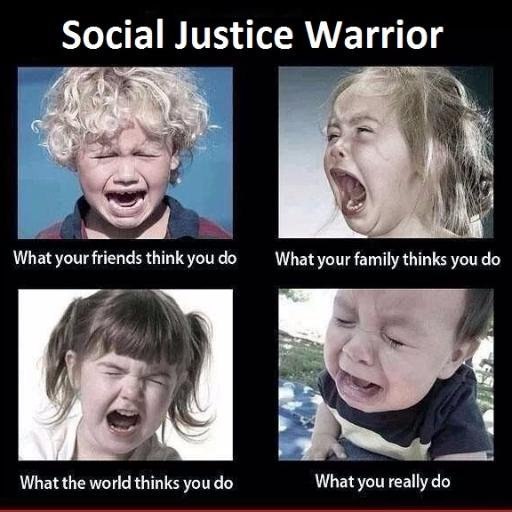 Social Justice Warrior
What your friends think you do
What your family thinks you do
What the world thinks you do
What you really do